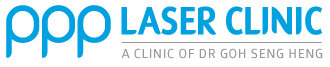 ppp LASER CLINIC
A CLINIC OF DR GOH SENG HENG